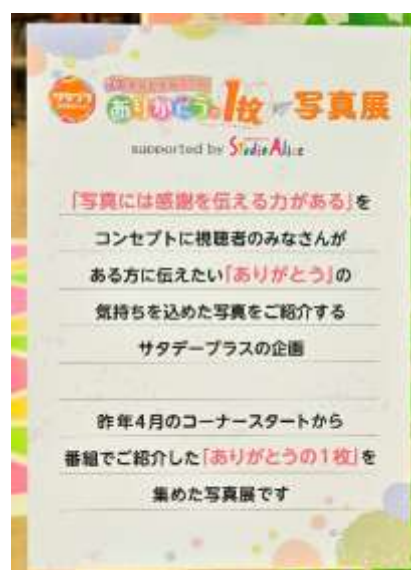 サタプラ
ありがとうの1枚 写真展
supported by Studio Alice
「写真には感謝を伝える力がある」を
コンセプトに視聴者のみなさんが
ある方に伝えたい「ありがとう」の
気持ちを込めた写真をご紹介する
サタデープラスの企画
昨年4月のコーナースタートから
番組でご紹介した「ありがとうの1枚」を
集めた写真展です